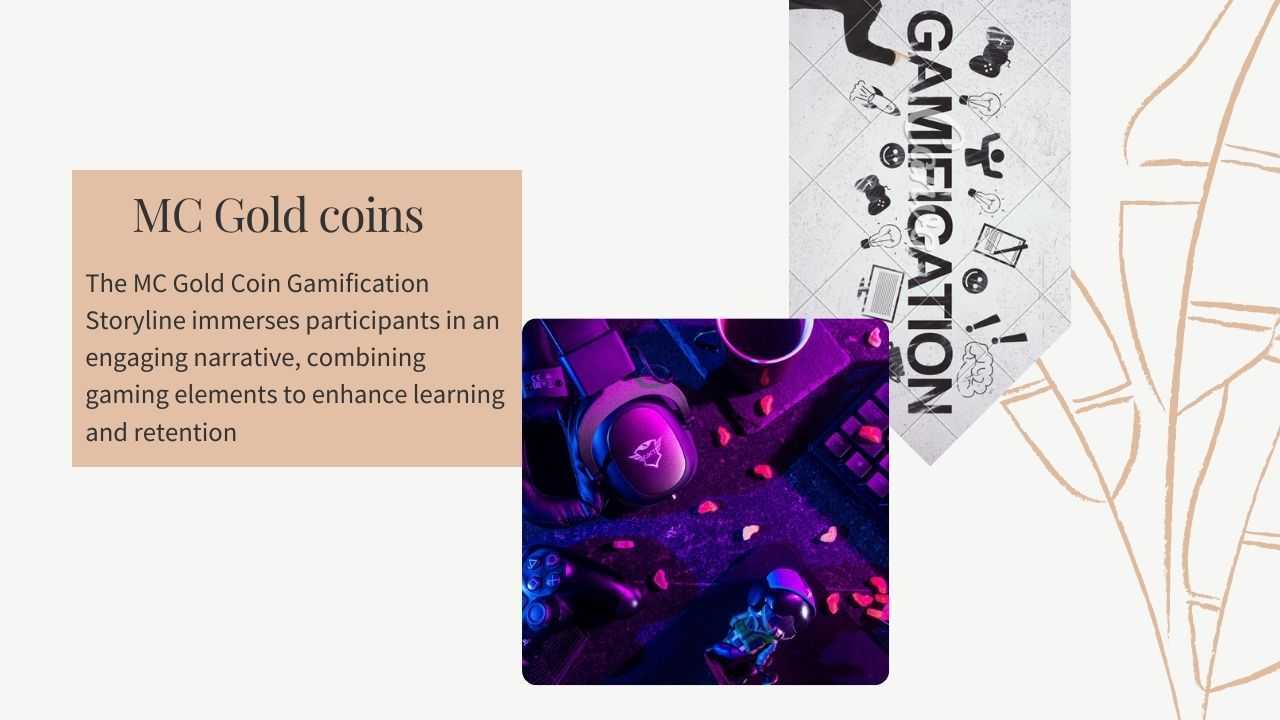 MC Gold coins
The MC Gold Coin Gamification
Storyline immerses participants in an
engaging narrative, combining
gaming elements to enhance learning
and retention
GAMIFICATION